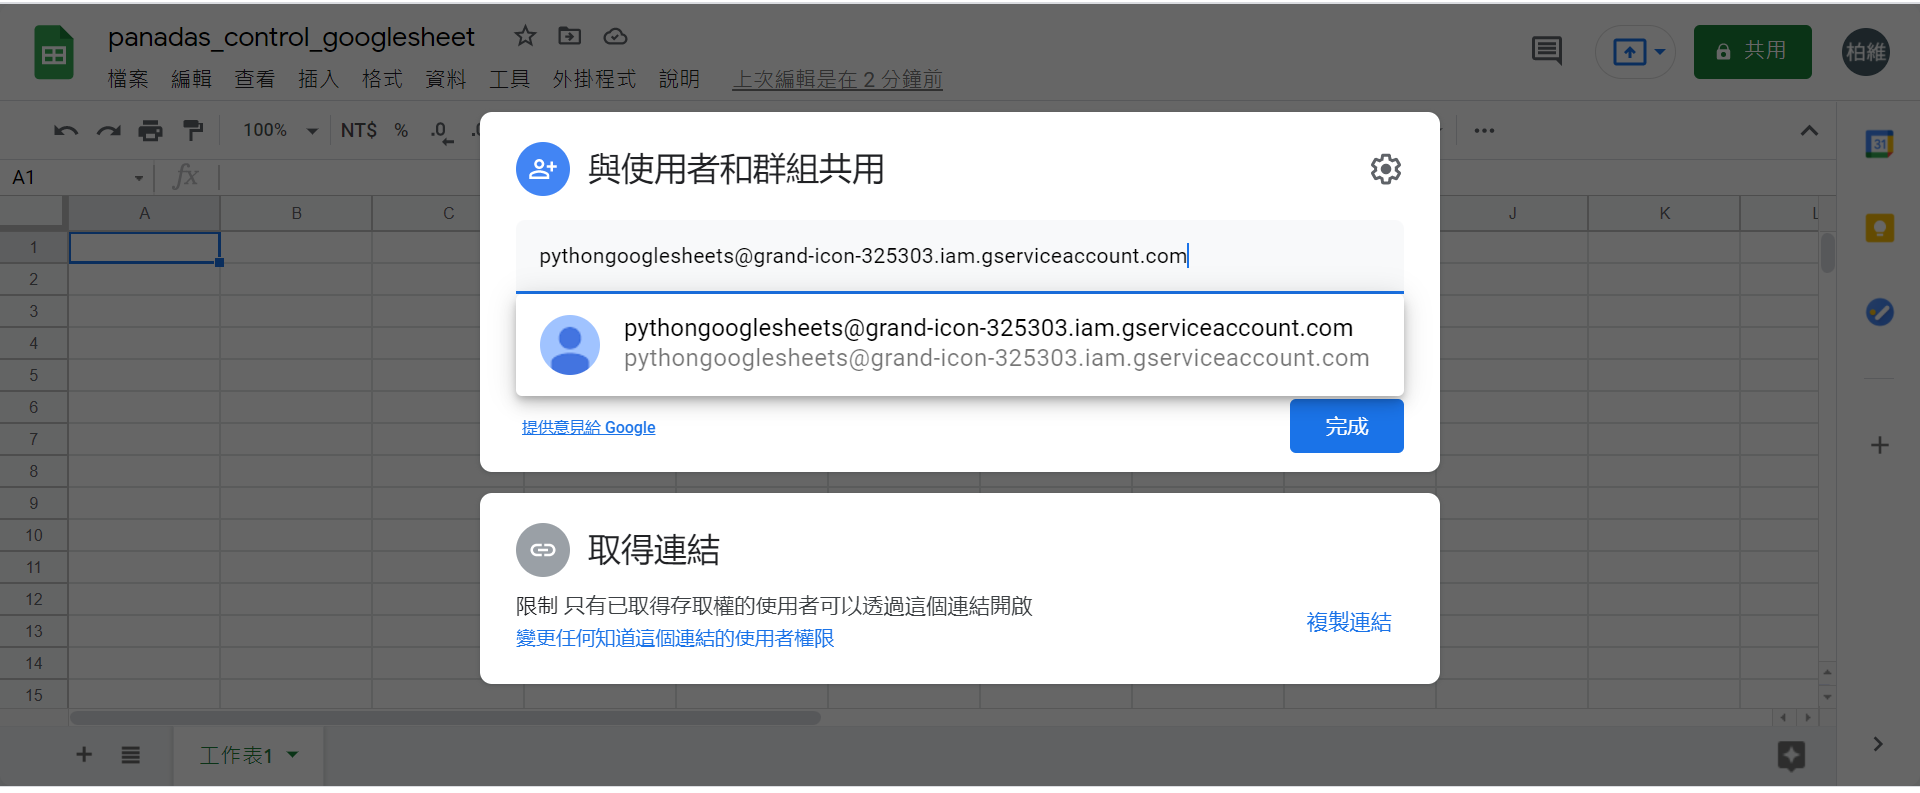 panadas_control_googlesheet
檔案 編輯 查看 插入 格式 資料 工具 外掛程式 說明 上次編輯是在 2 分鐘前
共用
柏維
100% NT$ % .0
A1 fx
31
A B C J K
1
2
3
4
5
6
7
8
9
10
11
12
13
14
15
與使用者和群組共用
pythongooglesheets@grand-icon-325303.iam.gserviceaccount.com
pythongooglesheets@grand-icon-325303.iam.gserviceaccount.com
pythongooglesheets@grand-icon-325303.iam.gserviceaccount.com
提供意見給 Google
完成
取得連結
限制 只有已取得存取權的使用者可以透過這個連結開啟
變更任何知道這個連結的使用者權限
複製連結
工作表1